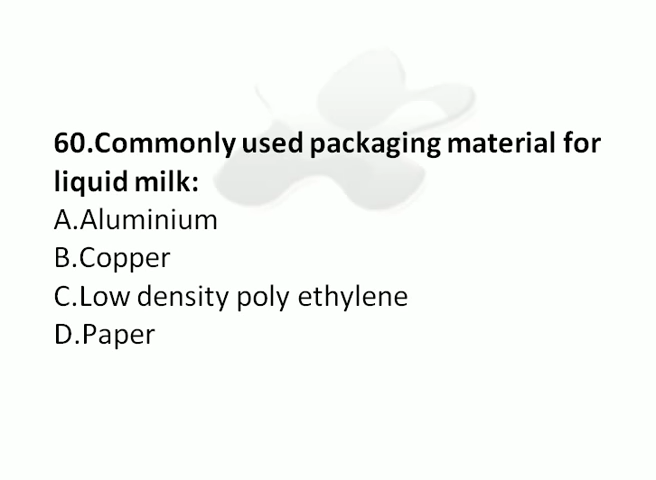 60.Commonly used packaging material for
liquid milk:
A.Aluminium
B.Copper
C.Low density poly ethylene
D.Paper